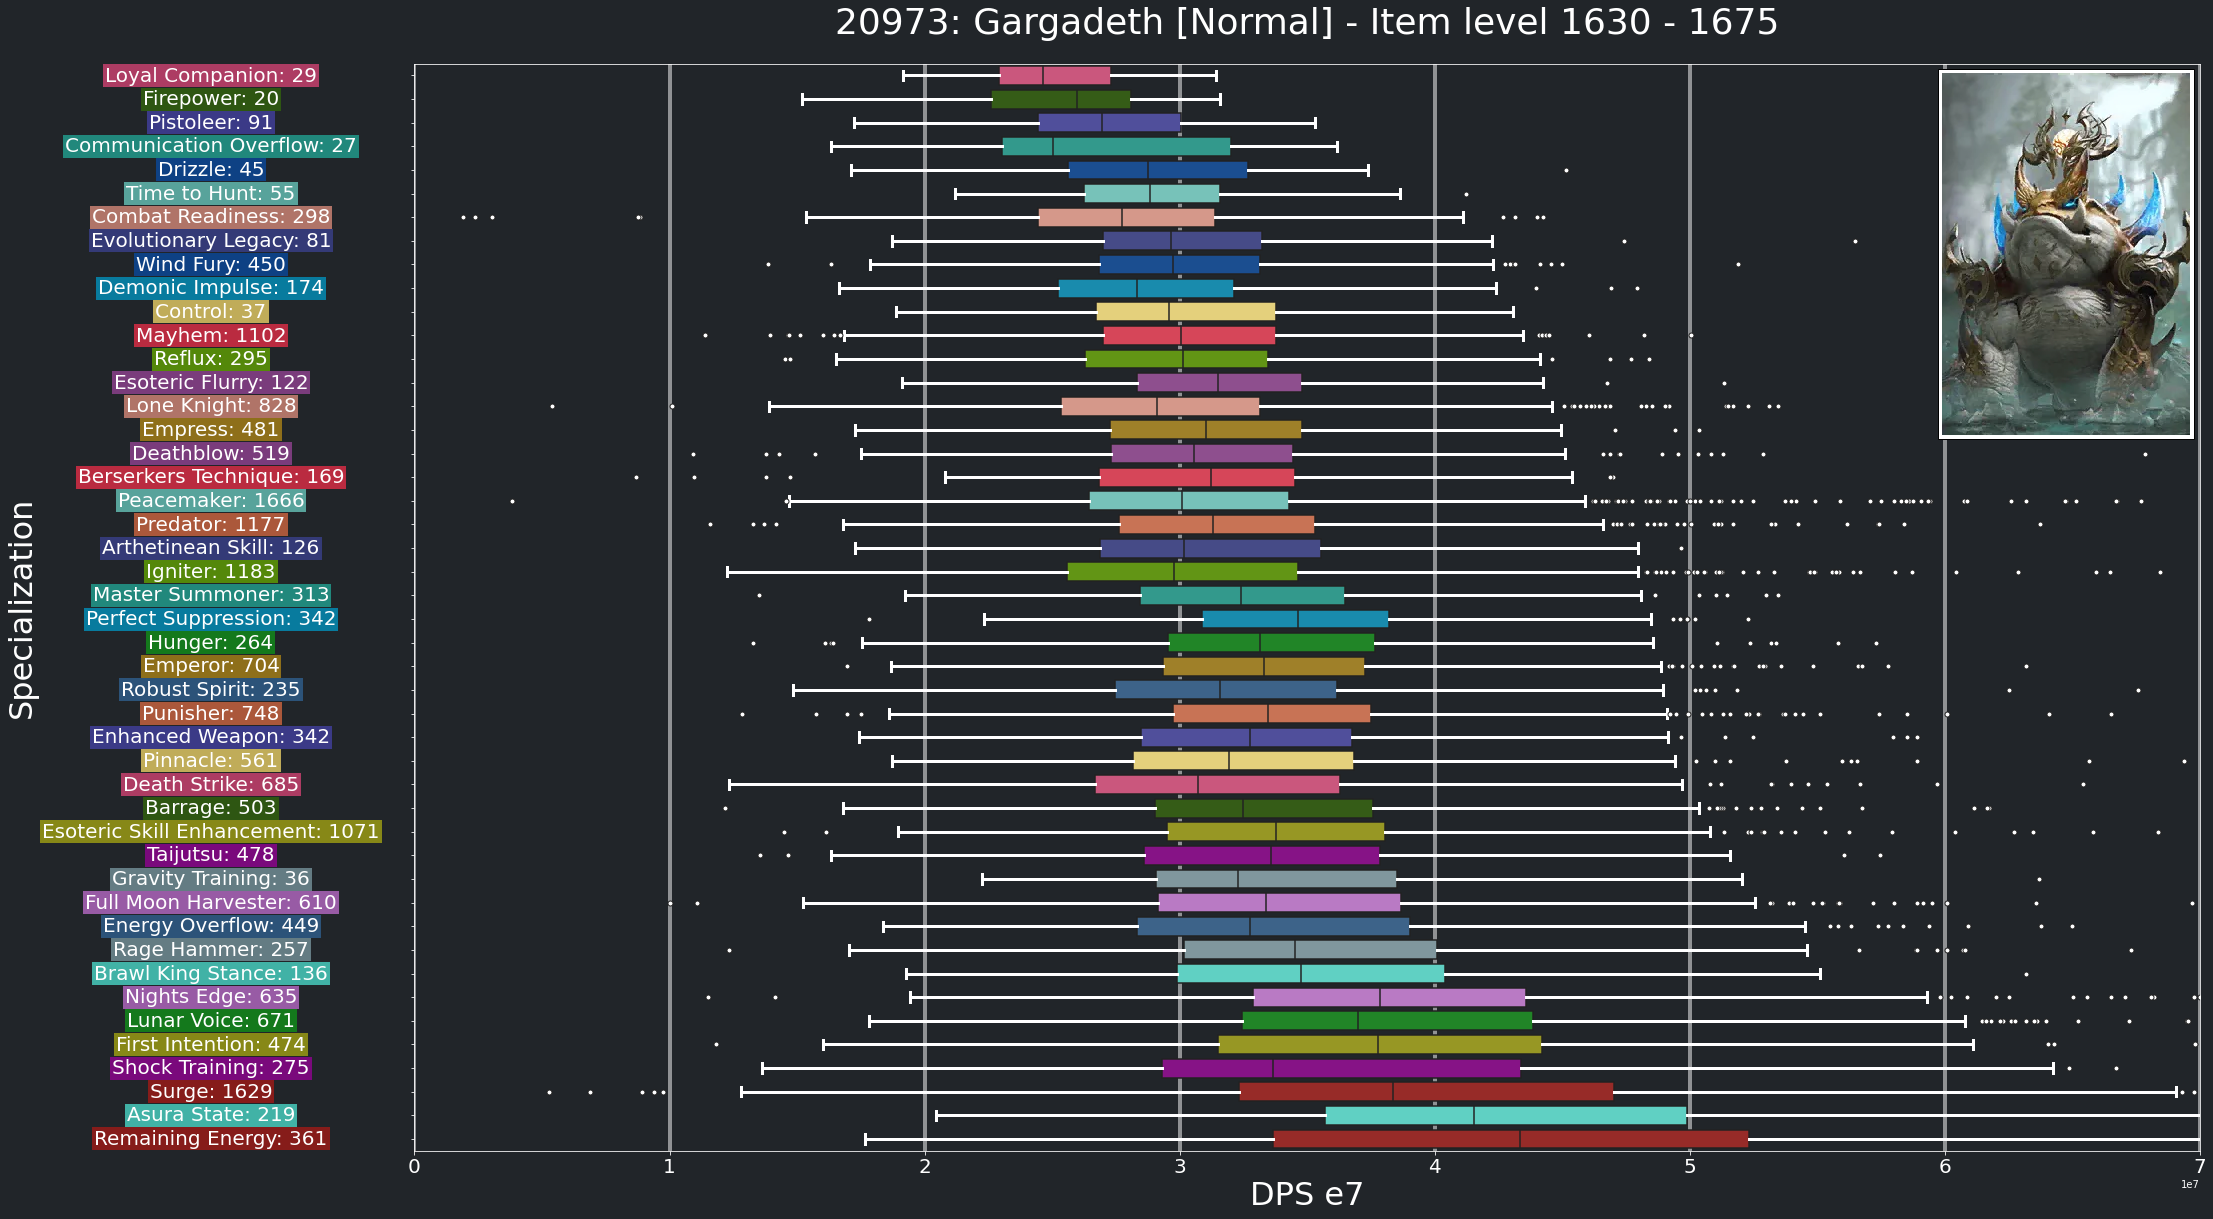 20973: Gargadeth [Normal] - Item level 1630 - 1675
Specialization
Loyal Companion: 29
Firepower: 20
Pistoleer: 91
Communication Overflow: 27
Drizzle: 45
Time to Hunt: 55
Combat Readiness: 298
Evolutionary Legacy: 81
Wind Fury: 450
Demonic Impulse: 174
Control: 37
Mayhem: 1102
Reflux: 295
Esoteric Flurry: 122
Lone Knight: 828
Empress: 481
Deathblow: 519
Berserkers Technique: 169
Peacemaker: 1666
Predator: 1177
Arthetinean Skill: 126
Igniter: 1183
Master Summoner: 313
Perfect Suppression: 342
Hunger: 264
Emperor: 704
Robust Spirit: 235
Punisher: 748
Enhanced Weapon: 342
Pinnacle: 561
Death Strike: 685
Barrage: 503
Esoteric Skill Enhancement: 1071
Taijutsu: 478
Gravity Training: 36
Full Moon Harvester: 610
Energy Overflow: 449
Rage Hammer: 257
Brawl King Stance: 136
Nights Edge: 635
Lunar Voice: 671
First Intention: 474
Shock Training: 275
Surge: 1629
Asura State: 219
Remaining Energy: 361
0 1 2 3 4 5 6 7
1e7
DPS e7